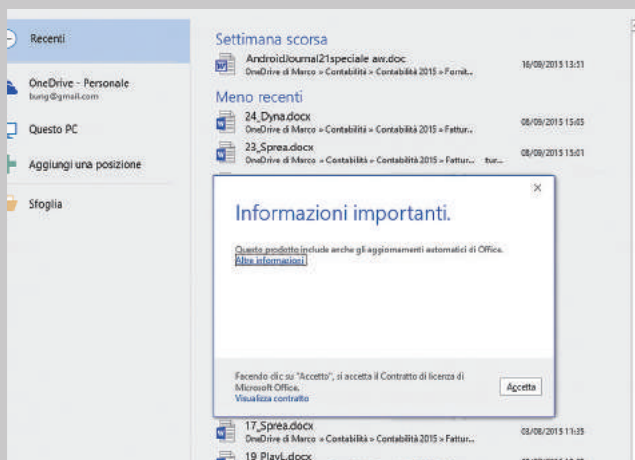 Recenti
OneDrive - Personale
bung@gmail.com
Questo PC
Aggiungi una posizione
Sfoglia
Settimana scorsa
AndroidJournal21speciale aw.doc
OneDrive di Marco » Contabilità » Contabilità 2015 » Fornit...
16/09/2015 13:51
Meno recenti
24_Dyna.docx
OneDrive di Marco » Contabilità » Contabilità 2015 » Fattur...
08/09/2015 15:05
23_Sprea.docx
OneDrive di Marco » Contabilità » Contabilità 2015 » Fattur... tur...
08/09/2015 15:01
Informazioni importanti.
Questo prodotto include anche gli aggiornamenti automatici di Office.
Altre informazioni
Facendo clic su "Accetto", si accetta il Contratto di licenza di
Microsoft Office.
Visualizza contratto
Accetta
17_Sprea.docx
OneDrive di Marco » Contabilità » Contabilità 2015 » Fattur...
03/08/2015 11:35
19_PlayL.docx